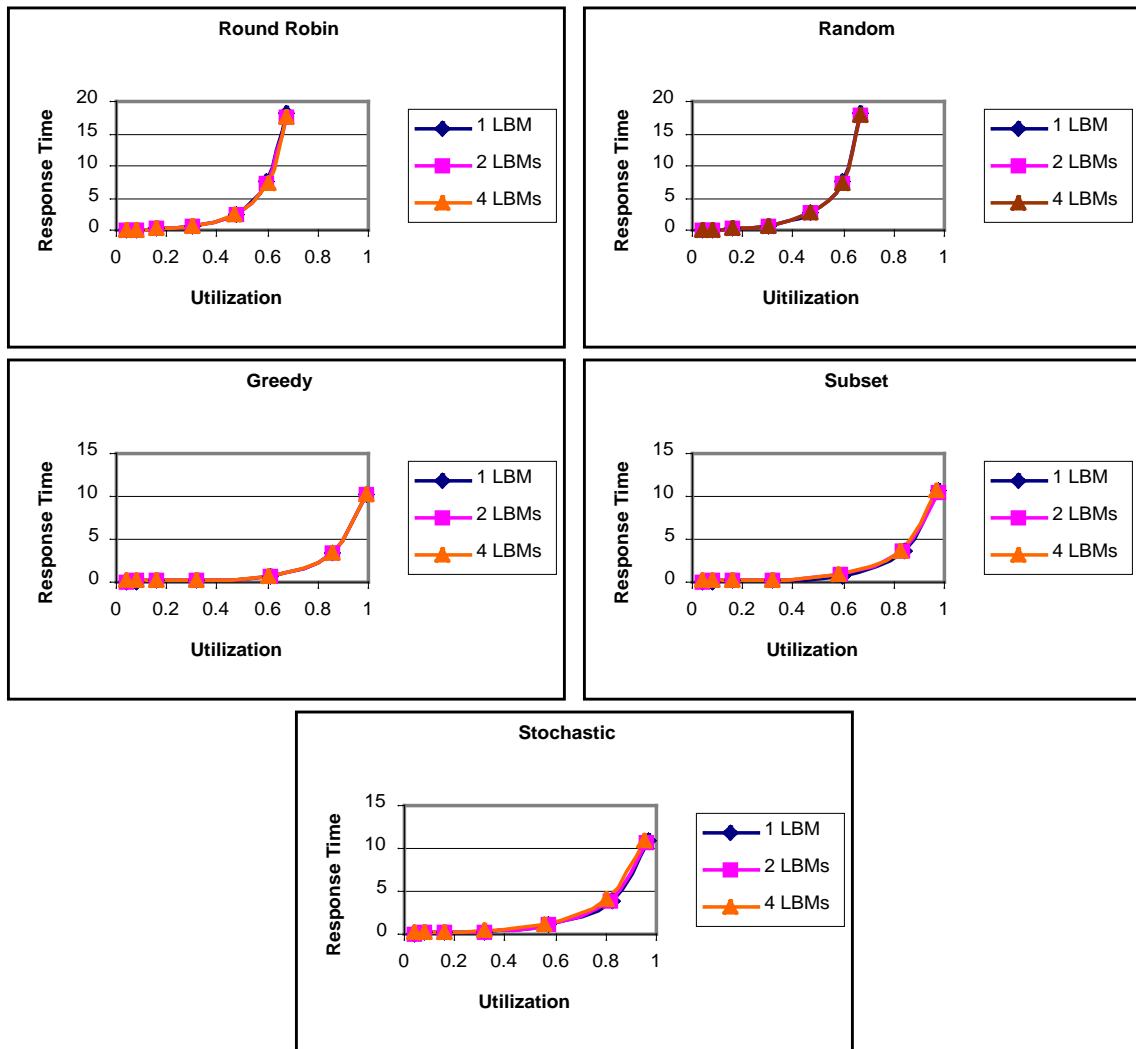 Round Robin
Response Time
20
15
10
5
0
0 0.2 0.4 0.6 0.8 1
Utilization
1 LBM
2 LBMs
4 LBMs
Random
Response Time
20
15
10
5
0
0 0.2 0.4 0.6 0.8 1
Uitilization
1 LBM
2 LBMs
4 LBMs
Greedy
Response Time
15
10
5
0
0 0.2 0.4 0.6 0.8 1
Utilization
1 LBM
2 LBMs
4 LBMs
Subset
Response Time
15
10
5
0
0 0.2 0.4 0.6 0.8 1
Utilization
1 LBM
2 LBMs
4 LBMs
Stochastic
Response Time
15
10
5
0
0 0.2 0.4 0.6 0.8 1
Utilization
1 LBM
2 LBMs
4 LBMs